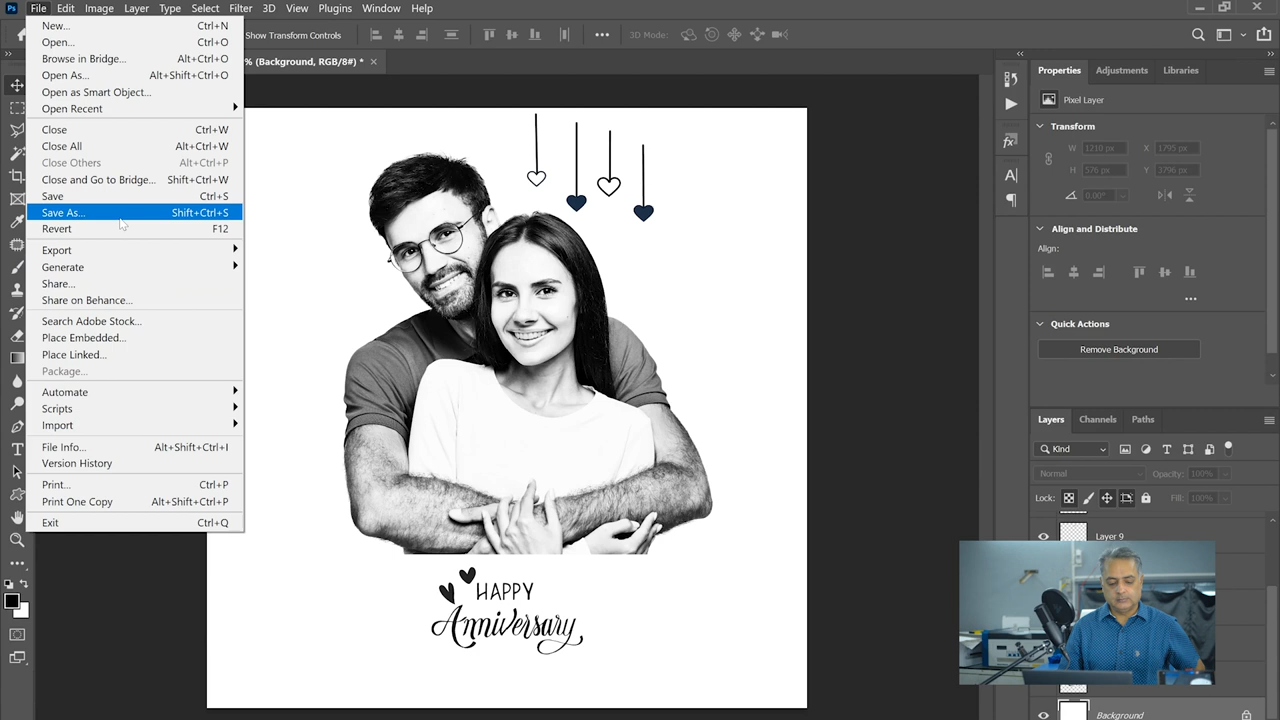 Ps File Edit Image Layer Type Select Filter 3D View Plugins Window Help
Show Transform Controls 3D Mode:
% (Background, RGB/8#) *
New... Ctrl+N
Open... Ctrl+O
Browse in Bridge... Alt+Ctrl+O
Open As... Alt+Shift+Ctrl+O
Open as Smart Object...
Open Recent
Close Ctrl+W
Close All Alt+Ctrl+W
Close Others Alt+Ctrl+P
Close and Go to Bridge... Shift+Ctrl+W
Save Ctrl+S
Save As... Shift+Ctrl+S
Revert F12
Export
Generate
Share...
Share on Behance...
Search Adobe Stock...
Place Embedded...
Place Linked...
Package...
Automate
Scripts
Import
File Info... Alt+Shift+Ctrl+I
Version History
Print... Ctrl+P
Print One Copy Alt+Shift+Ctrl+P
Exit Ctrl+Q
HAPPY
Anniversary
Properties Adjustments Libraries
Pixel Layer
Transform
W 1210 px X 1795 px
H 576 px Y 3796 px
0.00°
Align and Distribute
Align:
Quick Actions
Remove Background
Layers Channels Paths
Kind
Normal Opacity: 100%
Lock: Fill: 100%
Layer 9
Background